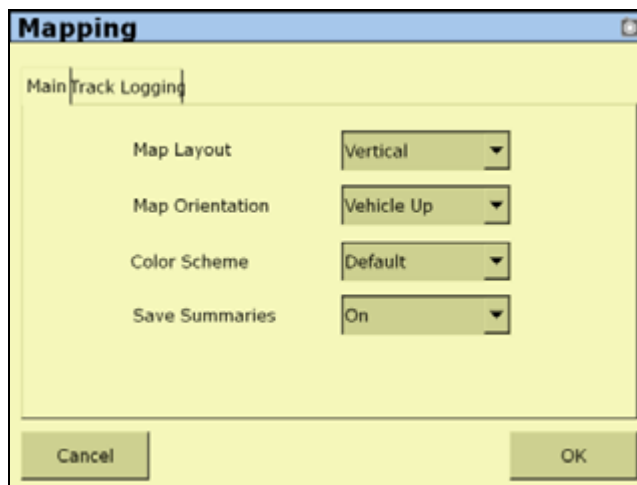 Mapping
Main Track Logging
Map Layout Vertical
Map Orientation Vehicle Up
Color Scheme Default
Save Summaries On
Cancel OK